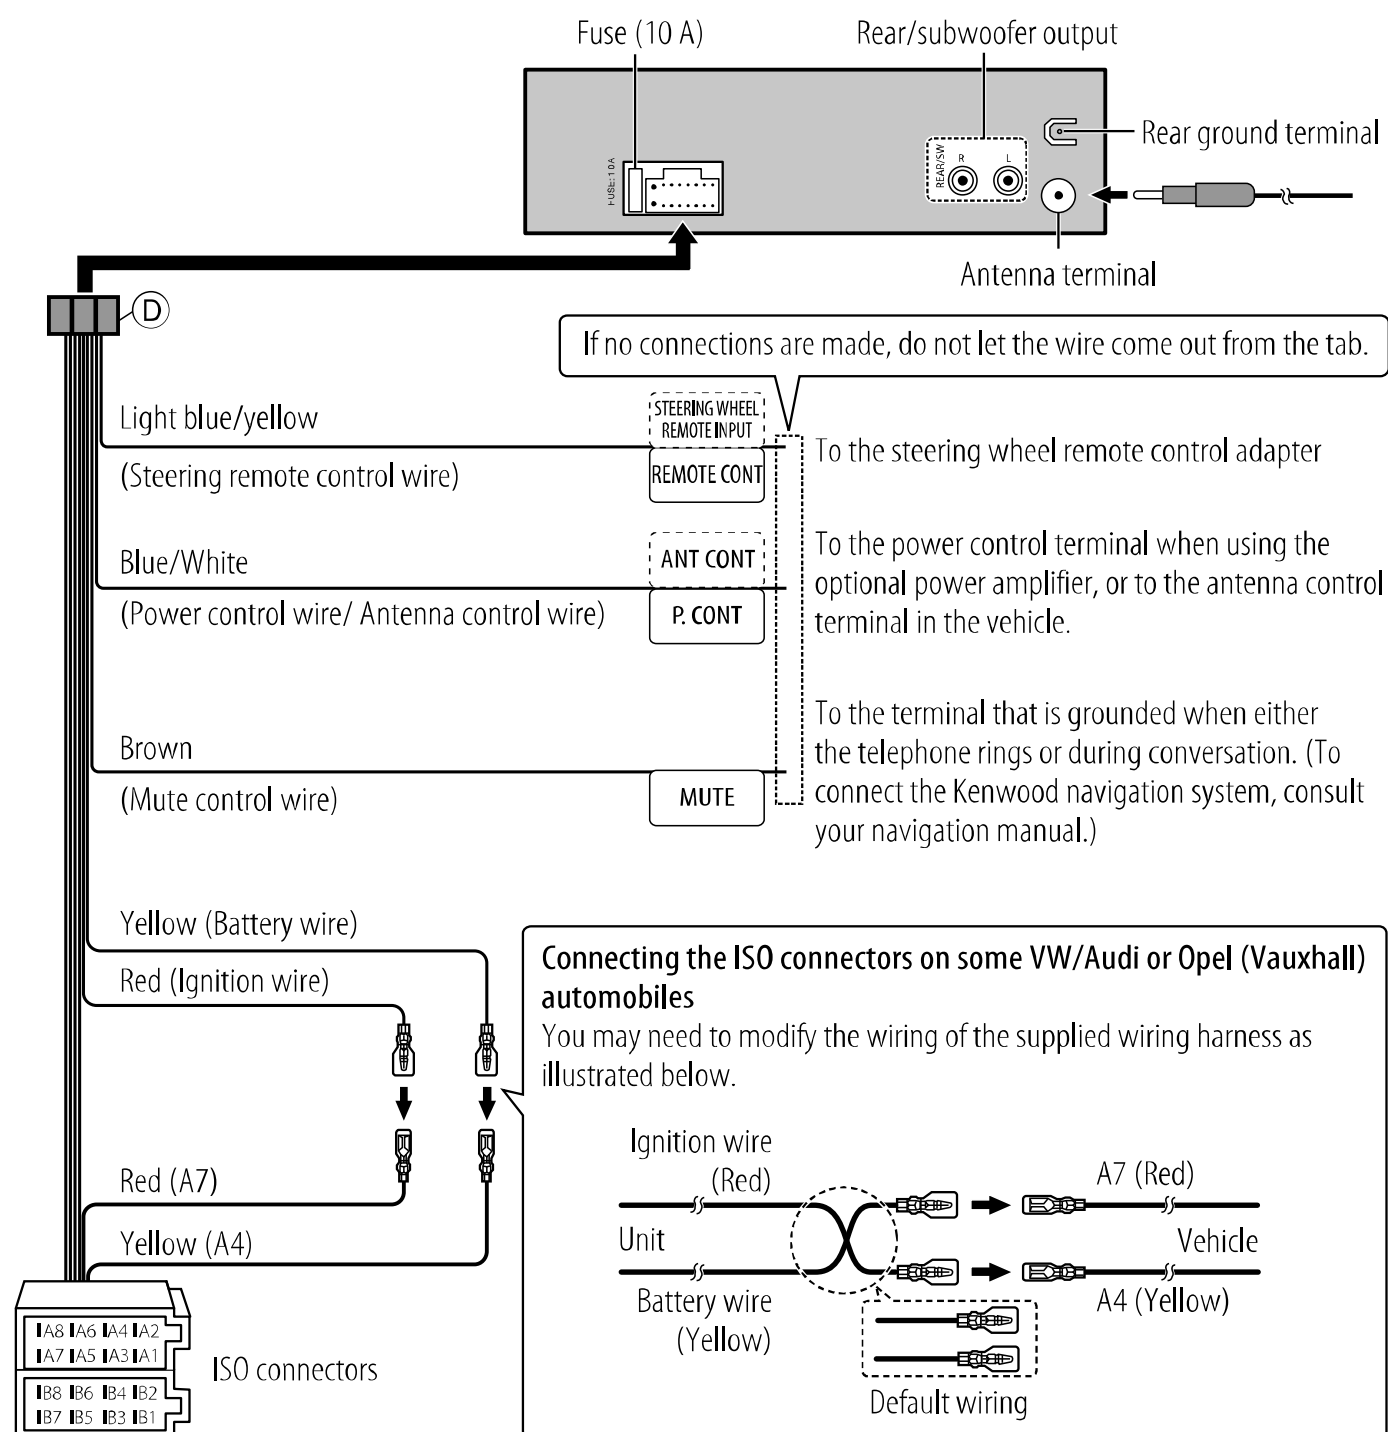 Fuse (10 A)
Rear/subwoofer output
Rear ground terminal
FUSE: 10A
REAR/SW
R
L
Antenna terminal
D
If no connections are made, do not let the wire come out from the tab.
Light blue/yellow
(Steering remote control wire)
STEERING WHEEL
REMOTE INPUT
REMOTE CONT
To the steering wheel remote control adapter
Blue/White
(Power control wire/ Antenna control wire)
ANT CONT
P. CONT
To the power control terminal when using the
optional power amplifier, or to the antenna control
terminal in the vehicle.
Brown
(Mute control wire)
MUTE
To the terminal that is grounded when either
the telephone rings or during conversation. (To
connect the Kenwood navigation system, consult
your navigation manual.)
Yellow (Battery wire)
Red (Ignition wire)
Red (A7)
Yellow (A4)
Connecting the ISO connectors on some VW/Audi or Opel (Vauxhall)
automobiles
You may need to modify the wiring of the supplied wiring harness as
illustrated below.
Ignition wire
(Red)
A7 (Red)
Unit
Vehicle
Battery wire
(Yellow)
A4 (Yellow)
Default wiring
A8 A6 A4 A2
A7 A5 A3 A1
ISO connectors
B8 B6 B4 B2
B7 B5 B3 B1